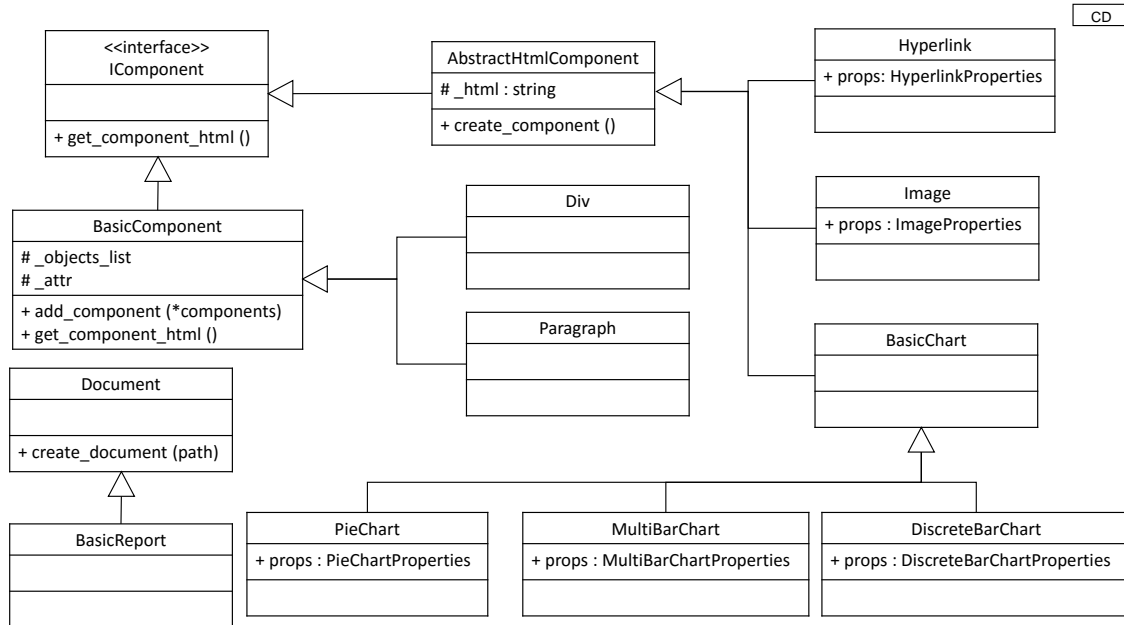 CD
<<interface>>
IComponent
+ get_component_html ()
AbstractHtmlComponent
# _html : string
+ create_component ()
Hyperlink
+ props: HyperlinkProperties
Image
+ props : ImageProperties
BasicComponent
# _objects_list
# _attr
+ add_component (*components)
+ get_component_html ()
Div
Paragraph
BasicChart
Document
+ create_document (path)
BasicReport
PieChart
+ props : PieChartProperties
MultiBarChart
+ props : MultiBarChartProperties
DiscreteBarChart
+ props : DiscreteBarChartProperties